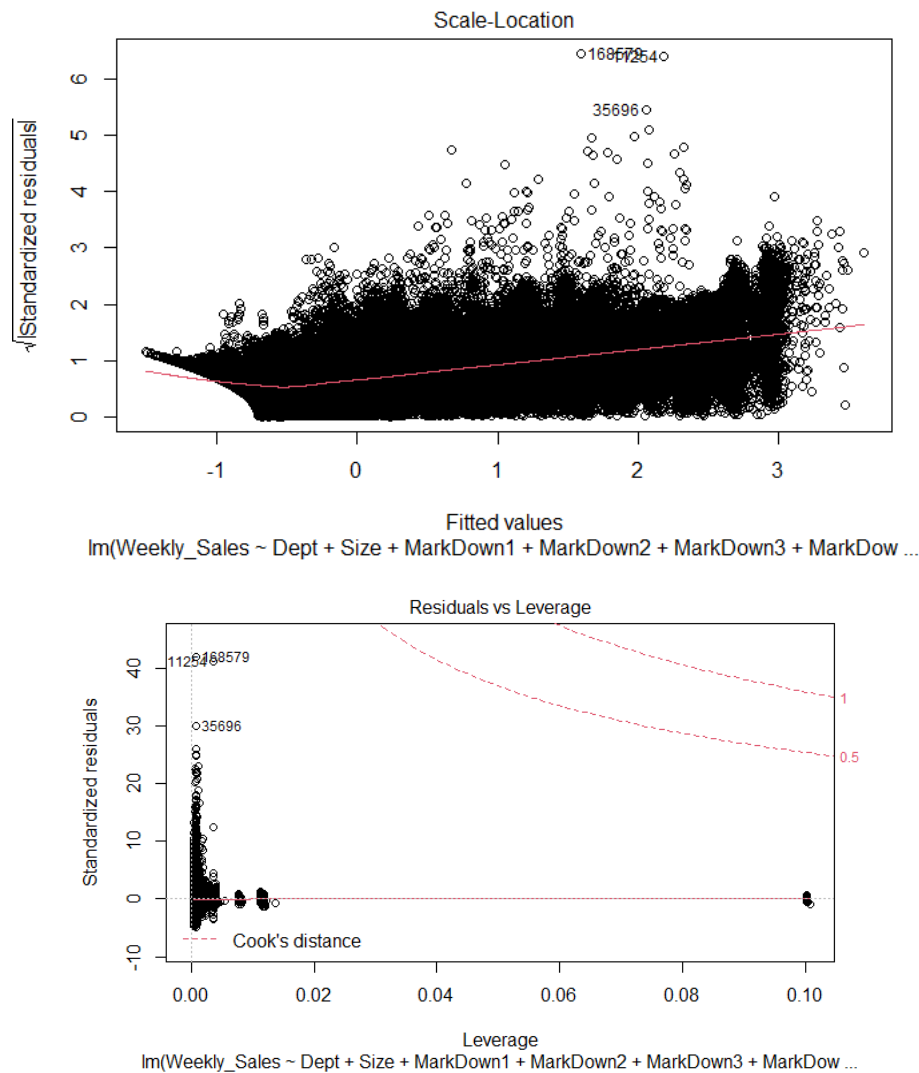 Scale-Location
6
5
4
3
2
1
0
√|Standardized residuals|
168579
11254
35696
-1 0 1 2 3
Fitted values
lm(Weekly_Sales ~ Dept + Size + MarkDown1 + MarkDown2 + MarkDown3 + MarkDow ...
Residuals vs Leverage
40
30
20
10
0
-10
Standardized residuals
11254
168579
35696
1
0.5
Cook's distance
0.00 0.02 0.04 0.06 0.08 0.10
Leverage
lm(Weekly_Sales ~ Dept + Size + MarkDown1 + MarkDown2 + MarkDown3 + MarkDow ...